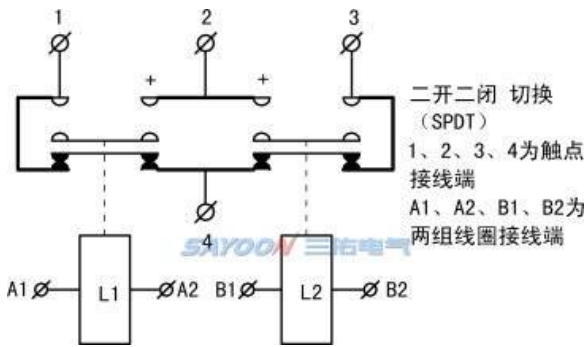 1 2 3
+ +
二开二闭 切换
（SPDT）
1、2、3、4为触点
接线端
A1、A2、B1、B2为
两组线圈接线端
4
SAYOON 三佑电气
A1 L1 A2 B1 L2 B2